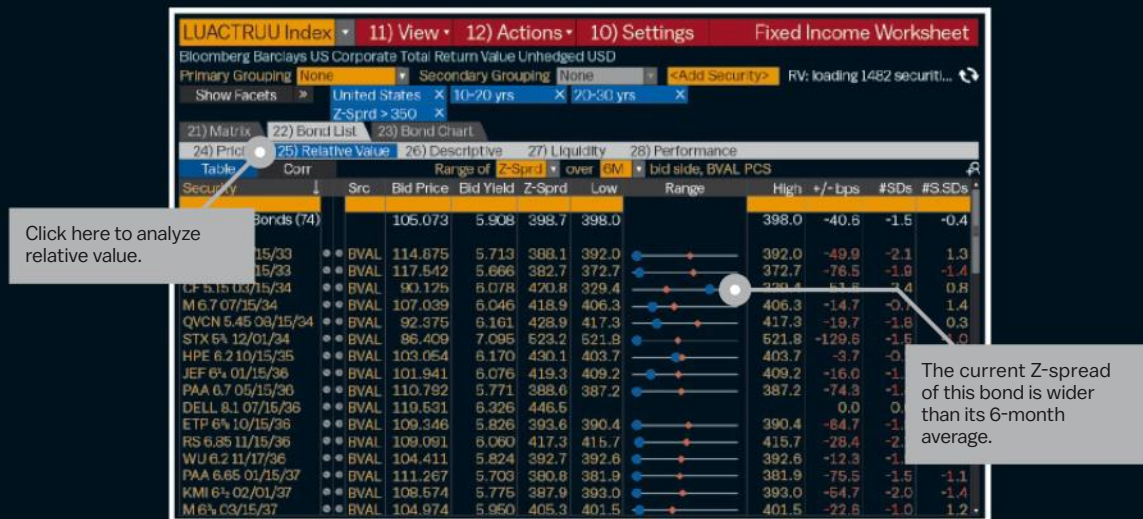 LUACTRUU Index 11) View 12) Actions 10) Settings Fixed Income Worksheet
Bloomberg Barclays US Corporate Total Return Value Unhedged USD
Primary Grouping None Secondary Grouping None <Add Security> RV: loading 1482 securiti...
Show Facets » United States X 10-20 yrs X 20-30 yrs X
Z-Sprd > 350 X
21) Matrix 22) Bond List 23) Bond Chart
24) Prici 25) Relative Value 26) Descriptive 27) Liquidity 28) Performance
Table Corr Range of Z-Sprd over 6M bid side, BVAL PCS
Security Src Bid Price Bid Yield Z-Sprd Low Range High +/- bps #SDs #S.SDs
Bonds (74) 105.073 5.908 398.7 398.0 398.0 -40.6 -1.5 -0.4
Click here to analyze
relative value.
15/33 BVAL 114.875 5.713 388.1 392.0 392.0 -49.9 -2.1 1.3
15/33 BVAL 117.542 5.666 382.7 372.7 372.7 -76.5 -1.9 -1.4
CF 5.15 03/15/34 BVAL 90.125 6.078 420.8 329.4 0.8
M 6.7 07/15/34 BVAL 107.039 6.046 418.9 406.3 406.3 -14.7 1.4
QVCN 5.45 08/15/34 BVAL 92.375 6.161 428.9 417.3 417.3 -19.7 -1.8 0.3
STX 5¾ 12/01/34 BVAL 86.409 7.095 523.2 521.8 521.8 -129.6
HPE 6.2 10/15/35 BVAL 103.054 6.170 430.1 403.7 403.7 -3.7
JEF 6¼ 01/15/36 BVAL 101.941 6.076 419.3 409.2 409.2 -16.0
PAA 6.7 05/15/36 BVAL 110.792 5.771 388.6 387.2 387.2 -74.3
DELL 8.1 07/15/36 BVAL 119.531 6.326 446.5 0.0
ETP 6⅝ 10/15/36 BVAL 109.346 5.826 393.6 390.4 390.4
RS 6.85 11/15/36 BVAL 109.091 6.060 417.3 415.7 415.7 -28.4
WU 6.2 11/17/36 BVAL 104.411 5.824 392.7 392.6 392.6 -12.3
PAA 6.65 01/15/37 BVAL 111.267 5.703 380.8 381.9 381.9 -75.5 -1.5 -1.1
KMI 6½ 02/01/37 BVAL 108.574 5.775 387.9 393.0 393.0 -2.0 -1.4
M 6⅜ 03/15/37 BVAL 104.974 5.950 405.3 401.5 401.5 -22.6 -1.0 1.2
The current Z-spread
of this bond is wider
than its 6-month
average.